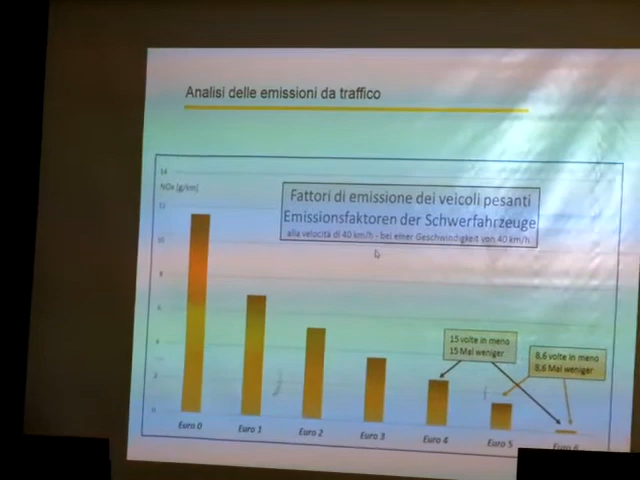 Analisi delle emissioni da traffico
14
NOx [g/km]
Fattori di emissione dei veicoli pesanti
12
Emissionsfaktoren der Schwerfahrzeuge
alla velocità di 40 km/h - bei einer Geschwindigkeit von 40 km/h
10
8
6
15 volte in meno
15 Mal weniger
4
8,6 volte in meno
8,6 Mal weniger
2
0
Euro 0
Euro 1
Euro 2
Euro 3
Euro 4
Euro 5
Euro 6